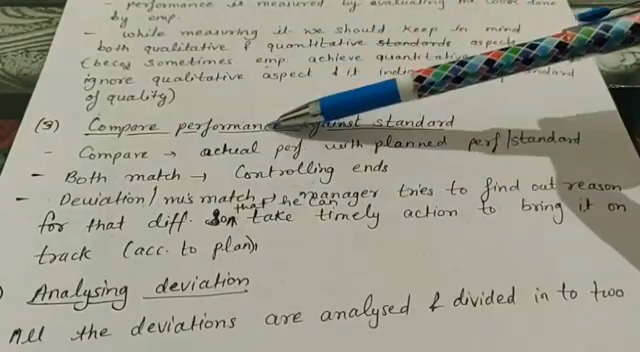 performance is measured by evaluating the work done
by emp.
- while measuring it we should keep in mind
both qualitative & quantitative standards aspects
(becoz sometimes emp achieve quantitative
ignore qualitative aspect & it
of quality)
(3) Compare performance against standard
- Compare → actual perf with planned perf/standard
- Both match → Controlling ends
- Deviation/mismatch → manager tries to find out reason
for that diff. so that he can take timely action to bring it on
track (acc. to plan)
Analysing deviation
All the deviations are analysed & divided in to two